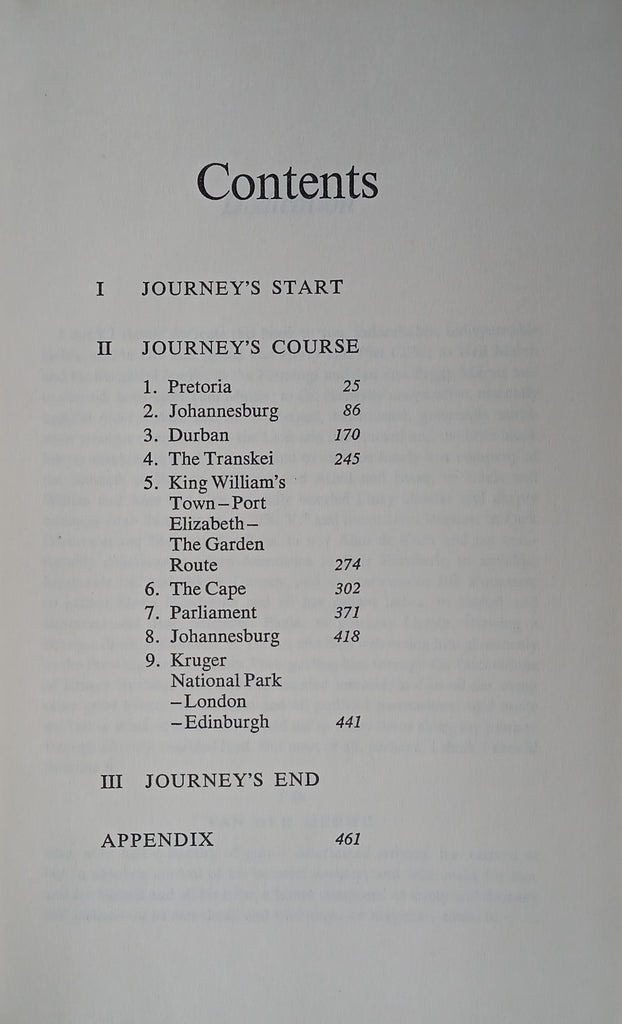 Contents
I JOURNEY'S START
II JOURNEY'S COURSE
1. Pretoria 25
2. Johannesburg 86
3. Durban 170
4. The Transkei 245
5. King William's
Town–Port
Elizabeth–
The Garden
Route 274
6. The Cape 302
7. Parliament 371
8. Johannesburg 418
9. Kruger
National Park
–London
–Edinburgh 441
III JOURNEY'S END
APPENDIX 461